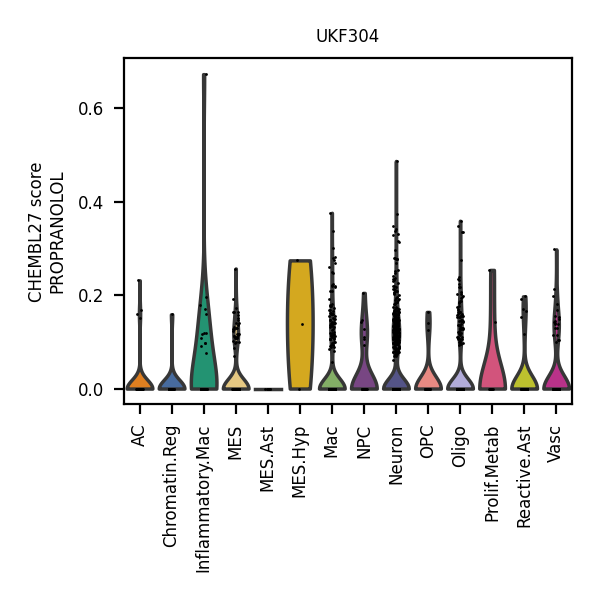 UKF304
CHEMBL27 score
PROPRANOLOL
0.6
0.4
0.2
0.0
AC
Chromatin.Reg
Inflammatory.Mac
MES
MES.Ast
MES.Hyp
Mac
NPC
Neuron
OPC
Oligo
Prolif.Metab
Reactive.Ast
Vasc